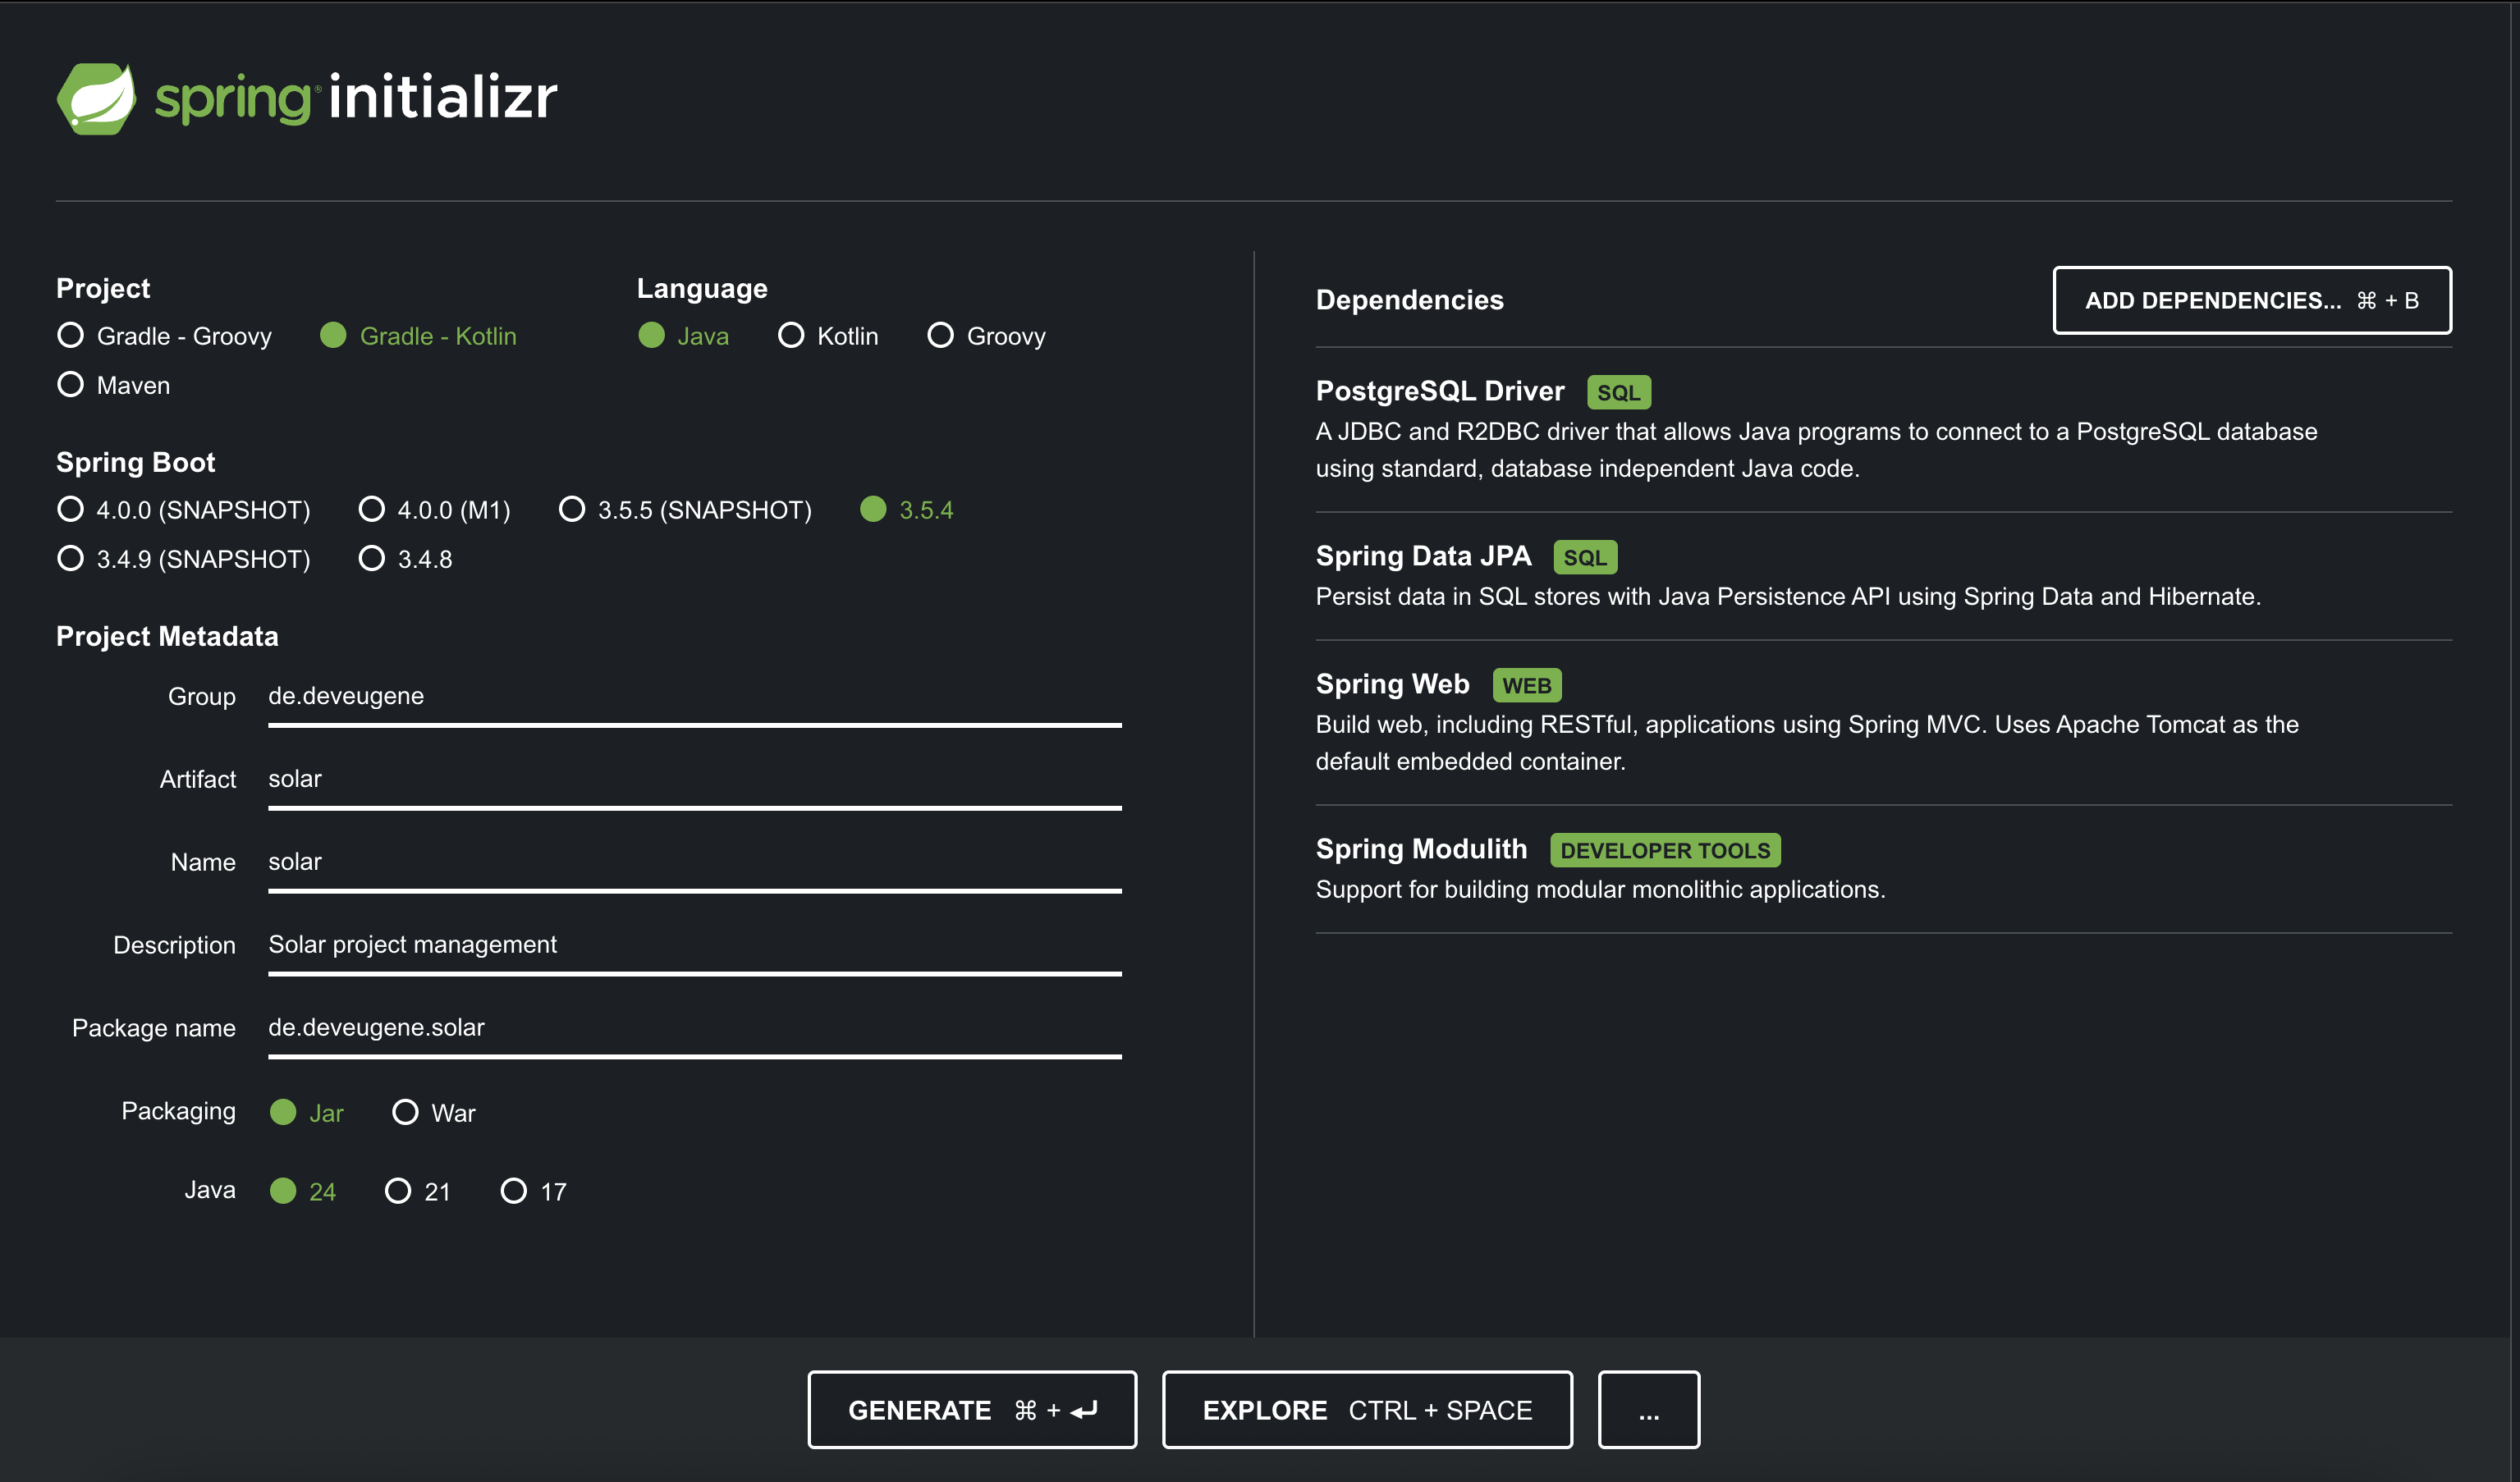 spring initializr
Project
Gradle - Groovy Gradle - Kotlin
Maven
Language
Java Kotlin Groovy
Spring Boot
4.0.0 (SNAPSHOT) 4.0.0 (M1) 3.5.5 (SNAPSHOT) 3.5.4
3.4.9 (SNAPSHOT) 3.4.8
Project Metadata
Group de.deveugene
Artifact solar
Name solar
Description Solar project management
Package name de.deveugene.solar
Packaging Jar War
Java 24 21 17
Dependencies ADD DEPENDENCIES... ⌘ + B
PostgreSQL Driver SQL
A JDBC and R2DBC driver that allows Java programs to connect to a PostgreSQL database
using standard, database independent Java code.
Spring Data JPA SQL
Persist data in SQL stores with Java Persistence API using Spring Data and Hibernate.
Spring Web WEB
Build web, including RESTful, applications using Spring MVC. Uses Apache Tomcat as the
default embedded container.
Spring Modulith DEVELOPER TOOLS
Support for building modular monolithic applications.
GENERATE ⌘ + ⏎ EXPLORE CTRL + SPACE ...